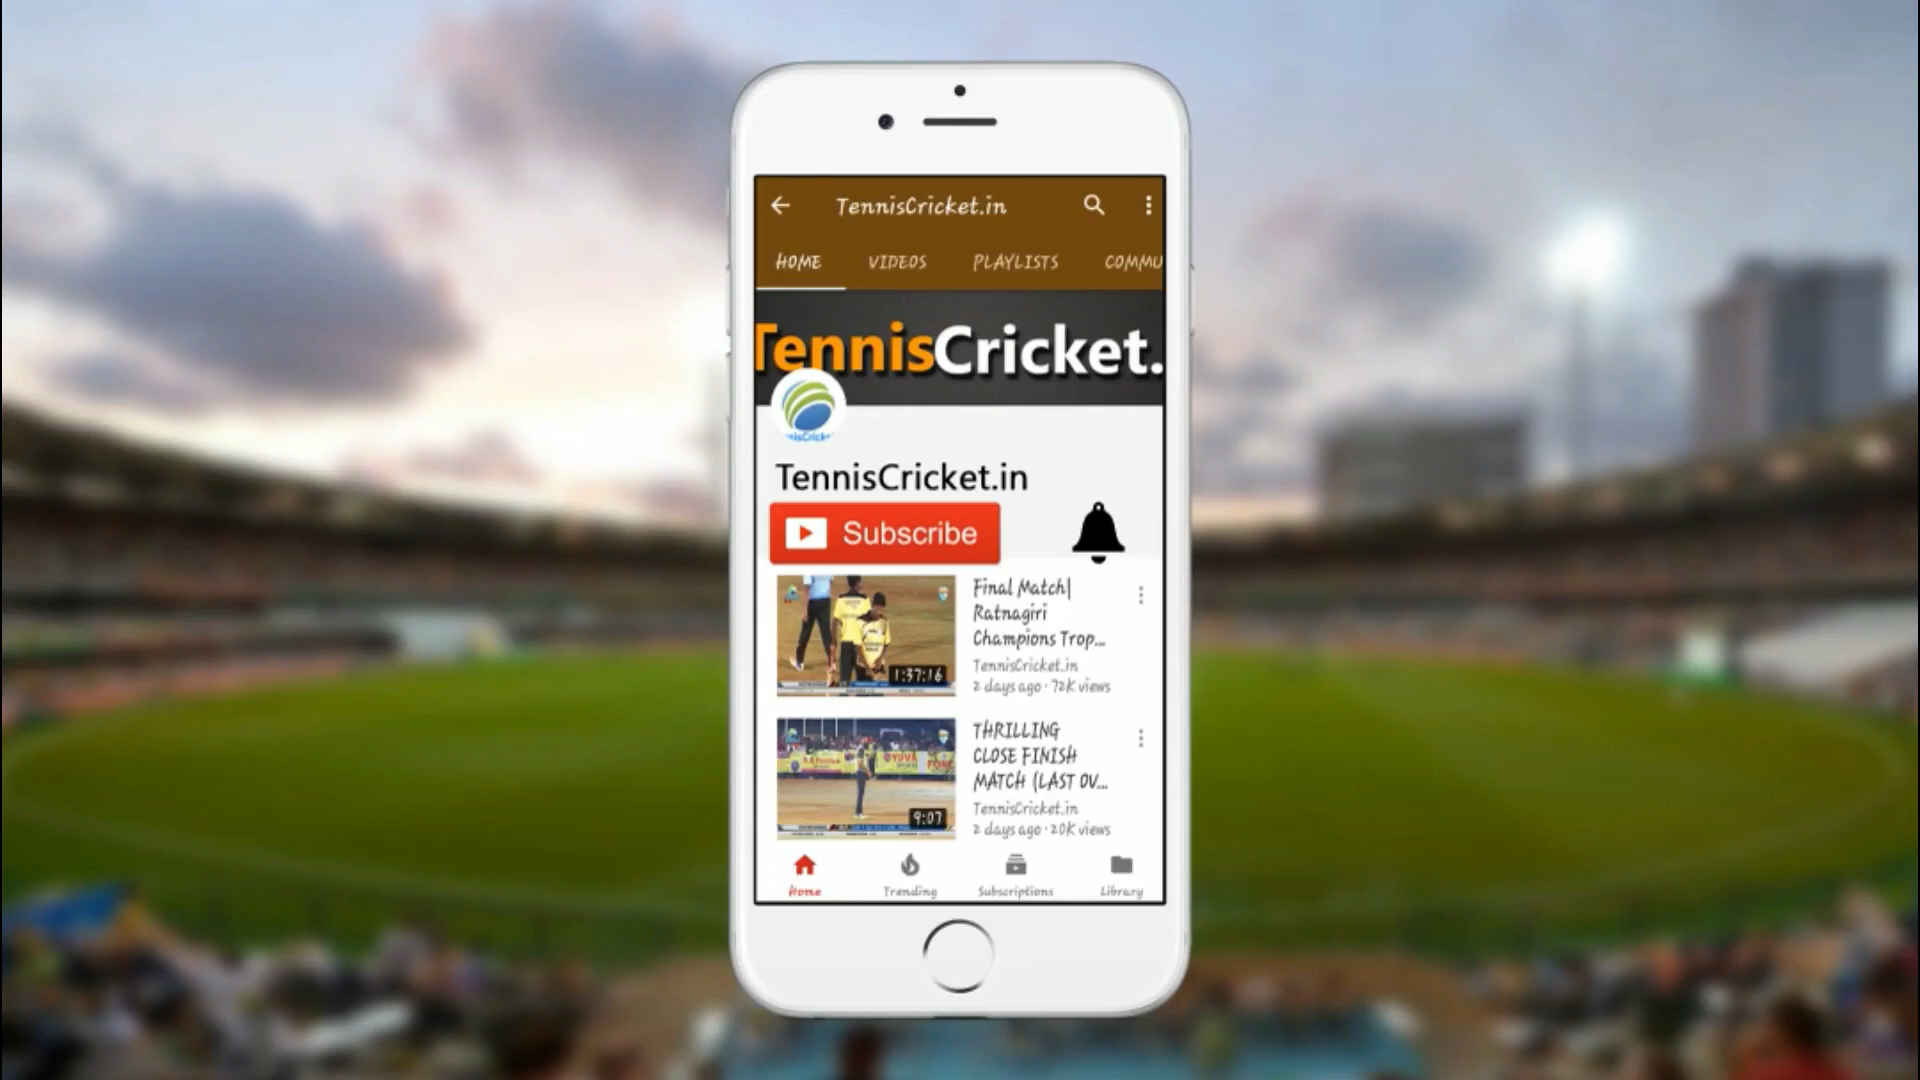 TennisCricket.in
HOME VIDEOS PLAYLISTS COMMU
TennisCricket.
TennisCricket.in
Subscribe
Final Match|
Ratnagiri
Champions Trop...
TennisCricket.in
2 days ago · 72K views
1:37:16
THRILLING
CLOSE FINISH
MATCH (LAST OV...
TennisCricket.in
2 days ago · 20K views
9:07
Home Trending Subscriptions Library